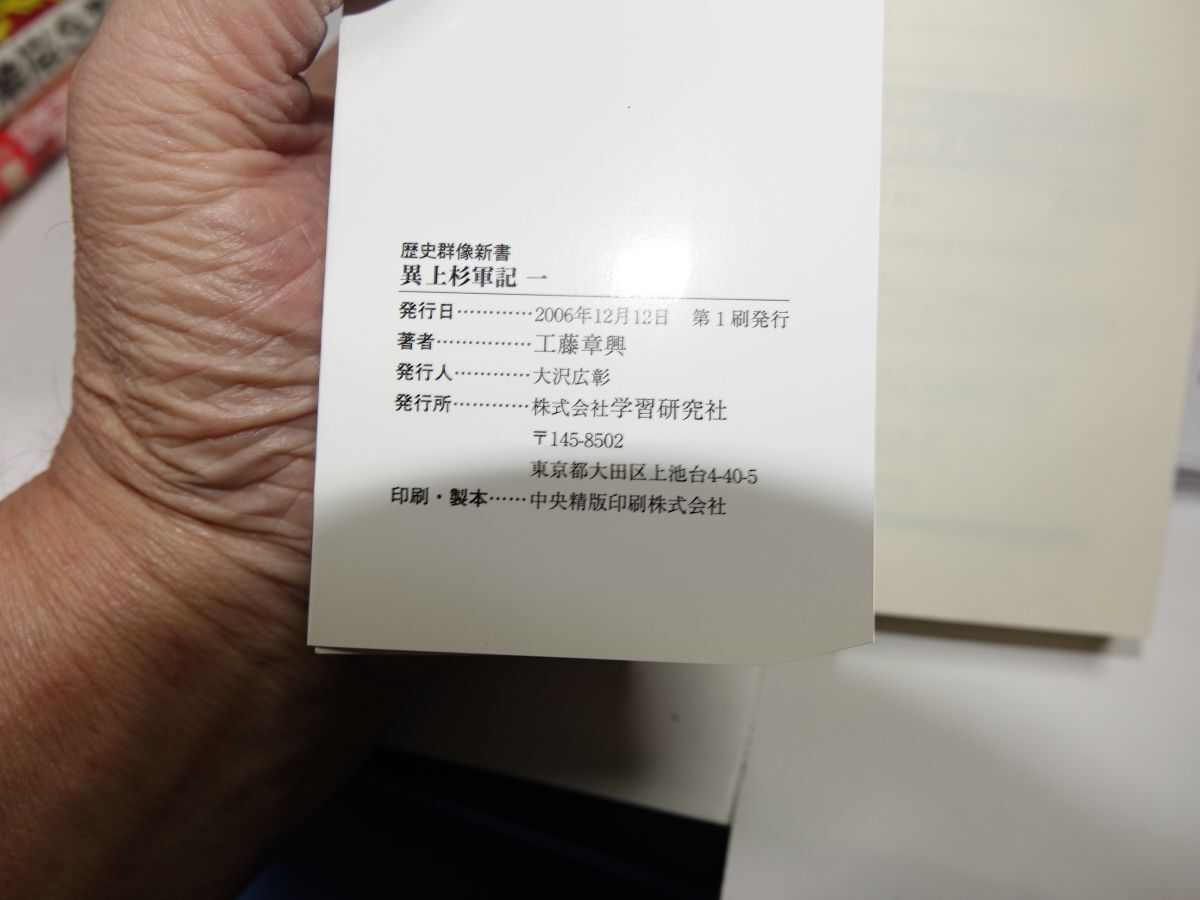 歴史群像新書
異上杉軍記 一
発行日…………2006年12月12日　第1刷発行
著者……………工藤章興
発行人…………大沢広彰
発行所…………株式会社学習研究社
〒145-8502
東京都大田区上池台4-40-5
印刷・製本……中央精版印刷株式会社